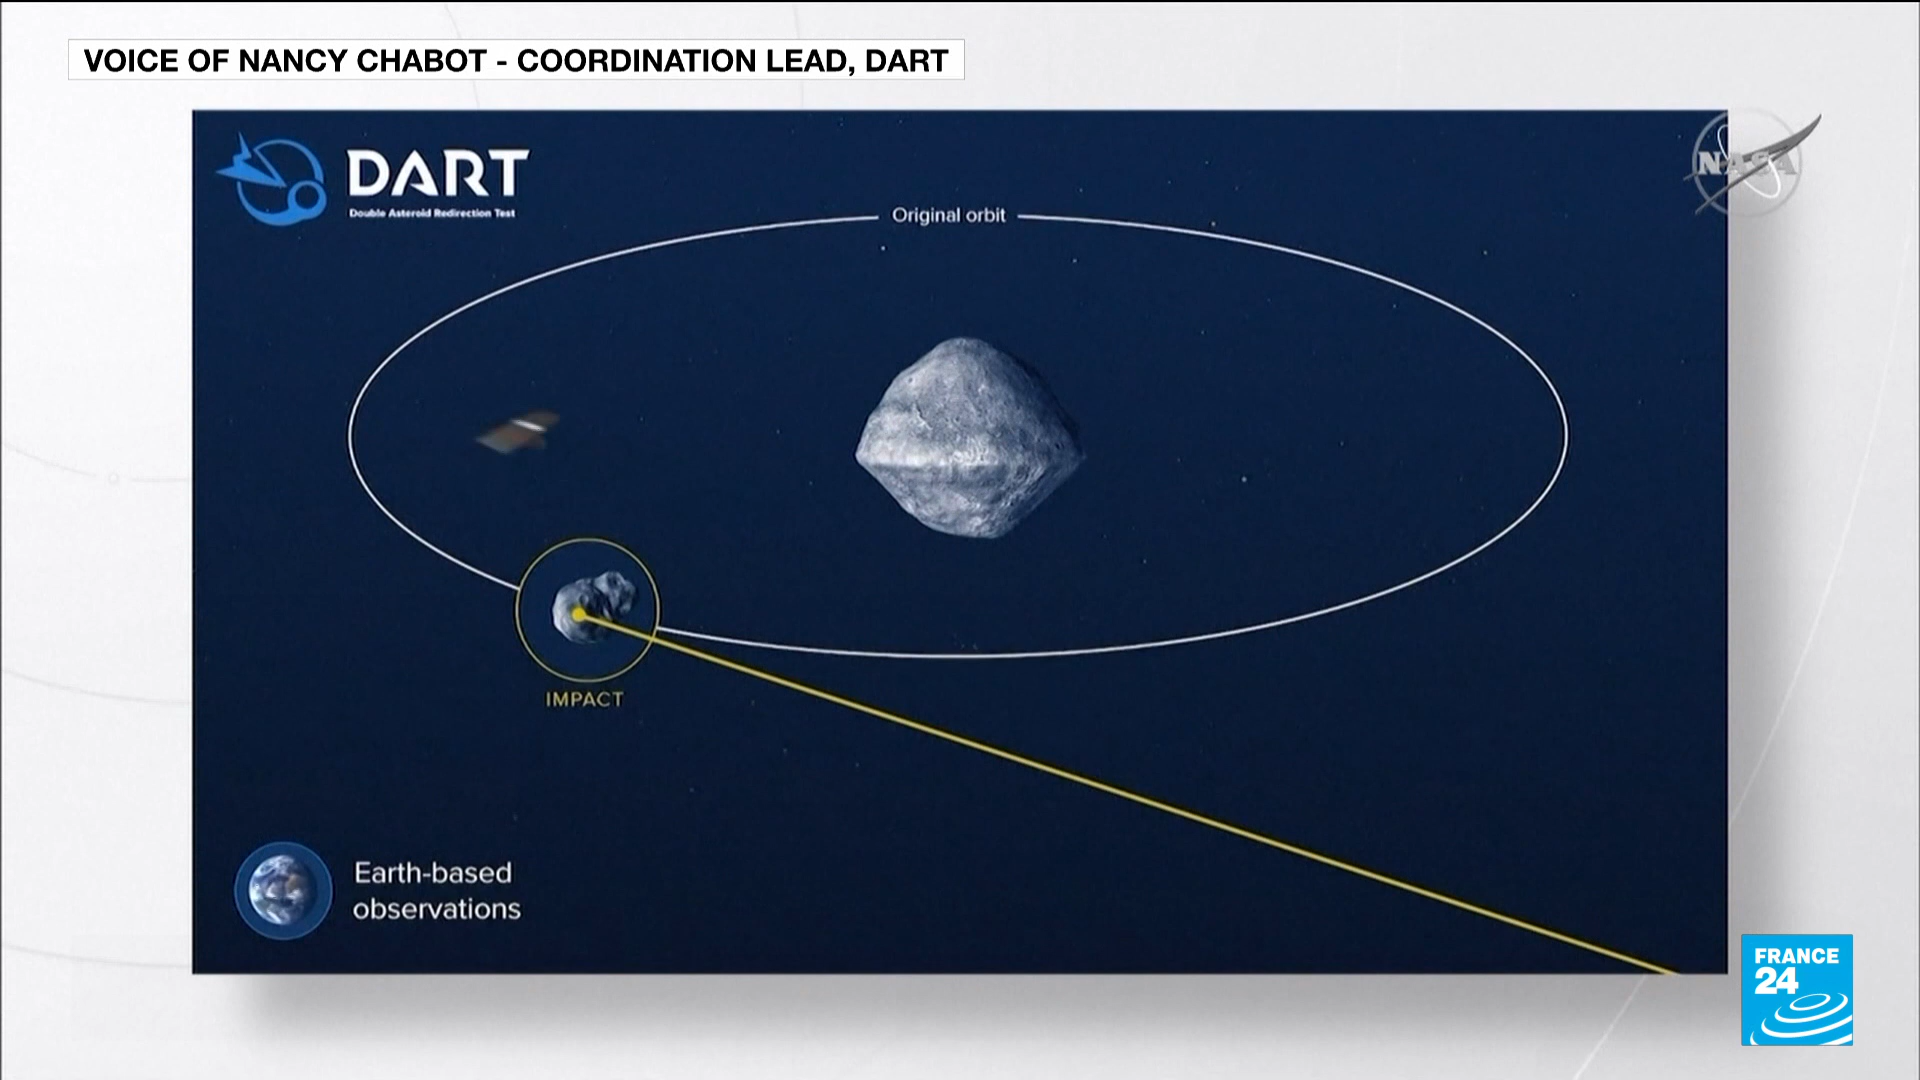 VOICE OF NANCY CHABOT - COORDINATION LEAD, DART
DART
Double Asteroid Redirection Test
NASA
Original orbit
IMPACT
Earth-based
observations
FRANCE
24